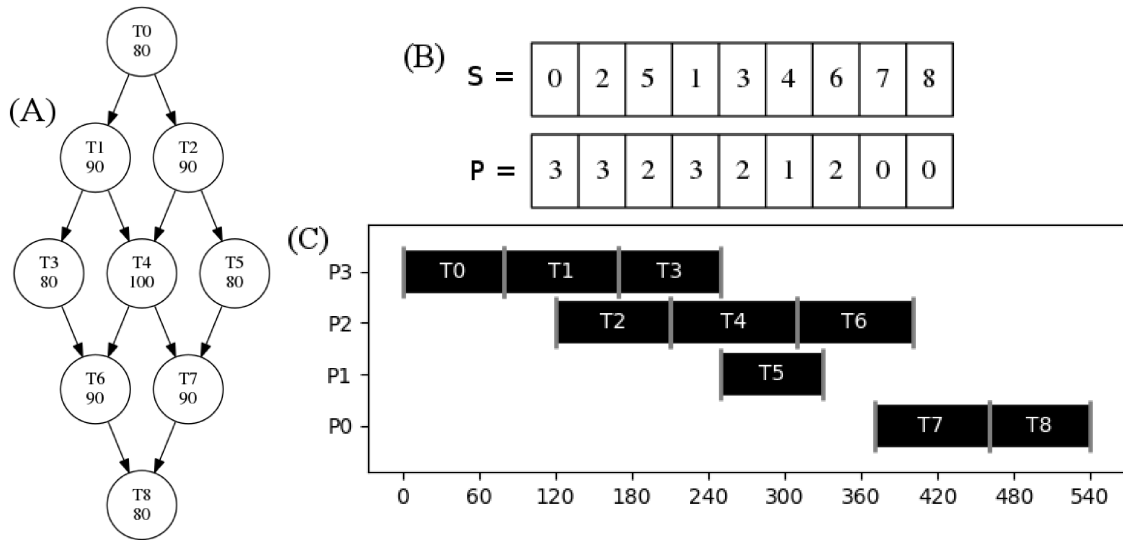 (A)
T0
80
T1
90
T2
90
T3
80
T4
100
T5
80
T6
90
T7
90
T8
80
(B)
S = 0 2 5 1 3 4 6 7 8
P = 3 3 2 3 2 1 2 0 0
(C)
P3 T0 T1 T3
P2 T2 T4 T6
P1 T5
P0 T7 T8
0 60 120 180 240 300 360 420 480 540